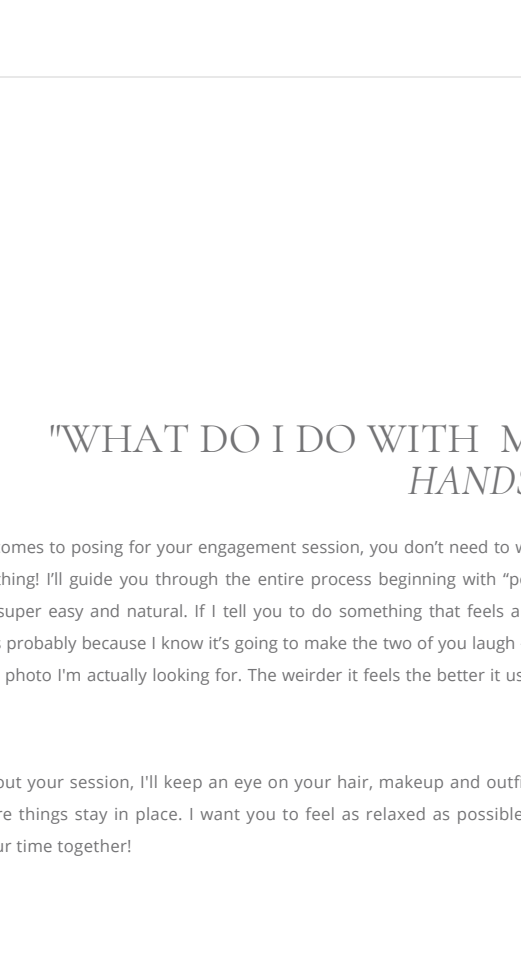 "WHAT DO I DO WITH M
HANDS
omes to posing for your engagement session, you don’t need to w
thing! I’ll guide you through the entire process beginning with “p
super easy and natural. If I tell you to do something that feels a
s probably because I know it’s going to make the two of you laugh
photo I'm actually looking for. The weirder it feels the better it us
out your session, I'll keep an eye on your hair, makeup and outfi
re things stay in place. I want you to feel as relaxed as possible
ur time together!